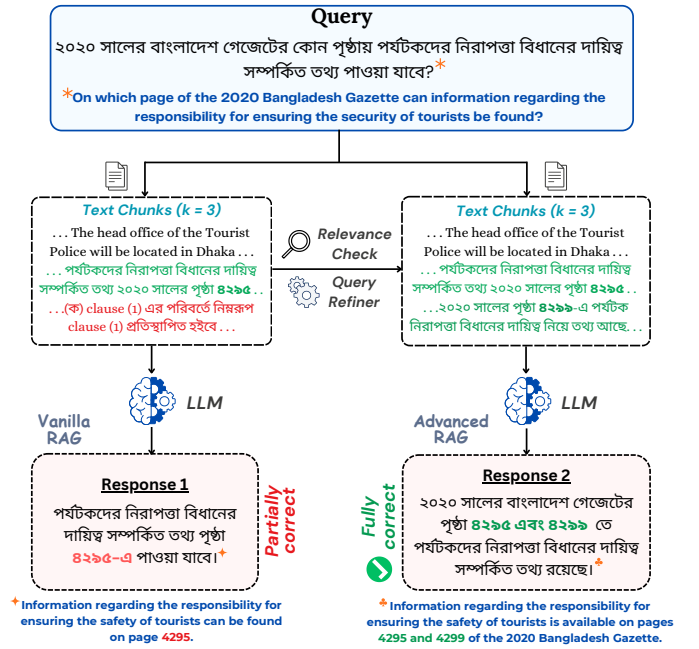 Query
২০২০ সালের বাংলাদেশ গেজেটের কোন পৃষ্ঠায় পর্যটকদের নিরাপত্তা বিধানের দায়িত্ব
সম্পর্কিত তথ্য পাওয়া যাবে?*
*On which page of the 2020 Bangladesh Gazette can information regarding the
responsibility for ensuring the security of tourists be found?
Text Chunks (k = 3)
. . . The head office of the Tourist
Police will be located in Dhaka . . .
. . . পর্যটকদের নিরাপত্তা বিধানের দায়িত্ব
সম্পর্কিত তথ্য ২০২০ সালের পৃষ্ঠা ৪২৯৫ . .
. . .(ক) clause (1) এর পরিবর্তে নিম্নরূপ
clause (1) প্রতিস্থাপিত হইবে . . .
Relevance
Check
Query
Refiner
Text Chunks (k = 3)
. . . The head office of the Tourist
Police will be located in Dhaka . . .
. . . পর্যটকদের নিরাপত্তা বিধানের দায়িত্ব
সম্পর্কিত তথ্য ২০২০ সালের পৃষ্ঠা ৪২৯৫ . .
. . .২০২০ সালের পৃষ্ঠা ৪২৯৯-এ পর্যটক
নিরাপত্তা বিধানের দায়িত্ব নিয়ে তথ্য আছে. . .
LLM
Vanilla
RAG
LLM
Advanced
RAG
Response 1
পর্যটকদের নিরাপত্তা বিধানের
দায়িত্ব সম্পর্কিত তথ্য পৃষ্ঠা
৪২৯৫-এ পাওয়া যাবে।✦
Partially
correct
✦Information regarding the responsibility for
ensuring the safety of tourists can be found
on page 4295.
Fully
correct
Response 2
২০২০ সালের বাংলাদেশ গেজেটের
পৃষ্ঠা ৪২৯৫ এবং ৪২৯৯ তে
পর্যটকদের নিরাপত্তা বিধানের দায়িত্ব
সম্পর্কিত তথ্য রয়েছে।♣
♣Information regarding the responsibility for
ensuring the safety of tourists is available on pages
4295 and 4299 of the 2020 Bangladesh Gazette.